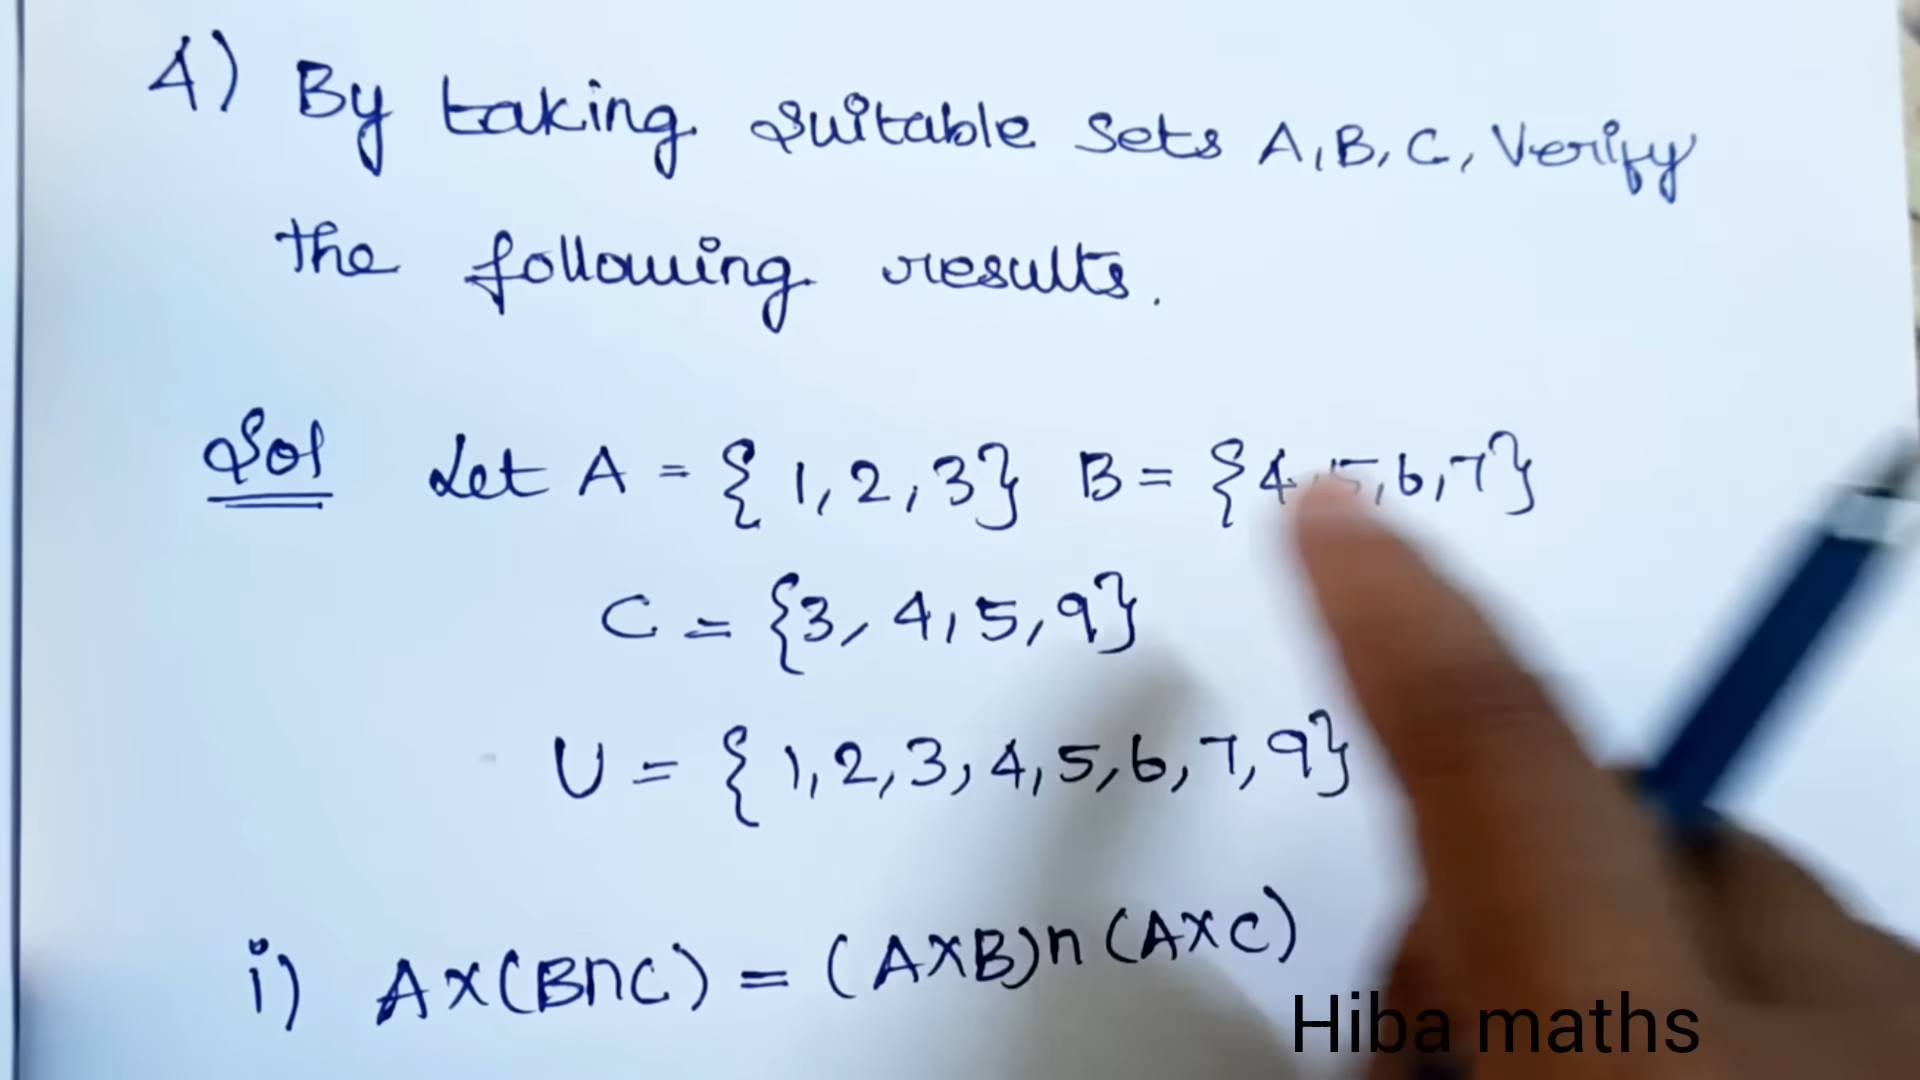 4) By taking suitable sets A, B, C, Verify
the following results.
Sol Let A = { 1, 2, 3} B = {4, 5, 6, 7}
C = {3, 4, 5, 9}
U = { 1, 2, 3, 4, 5, 6, 7, 9}
i) A×(B∩C) = (A×B)∩(A×C)
Hiba maths